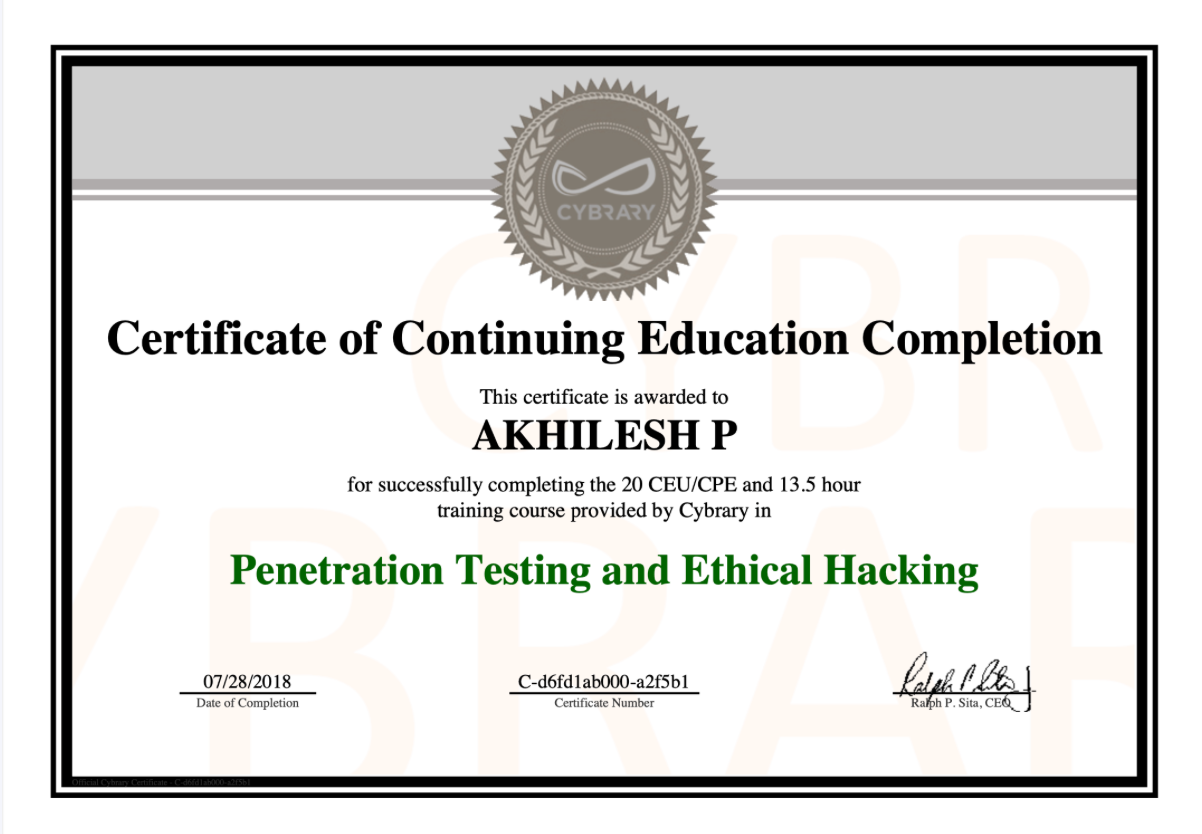 CYBRARY
Certificate of Continuing Education Completion
This certificate is awarded to
AKHILESH P
for successfully completing the 20 CEU/CPE and 13.5 hour
training course provided by Cybrary in
Penetration Testing and Ethical Hacking
07/28/2018
Date of Completion
C-d6fd1ab000-a2f5b1
Certificate Number
Ralph P. Sita
Ralph P. Sita, CEO
Official Cybrary Certificate - C-d6fd1ab000-a2f5b1
CYBR
YBRAR